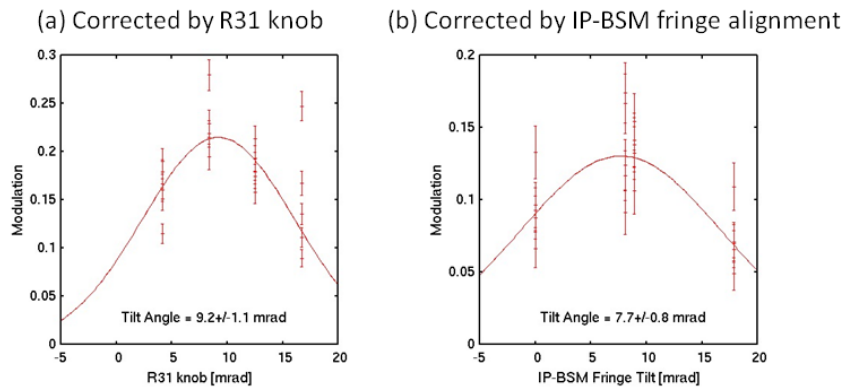 (a) Corrected by R31 knob
(b) Corrected by IP-BSM fringe alignment
0.3
0.25
0.2
0.15
0.1
0.05
0
Modulation
Tilt Angle = 9.2+/-1.1 mrad
-5 0 5 10 15 20
R31 knob [mrad]
0.2
0.15
0.1
0.05
0
Modulation
Tilt Angle = 7.7+/-0.8 mrad
-5 0 5 10 15 20
IP-BSM Fringe Tilt [mrad]